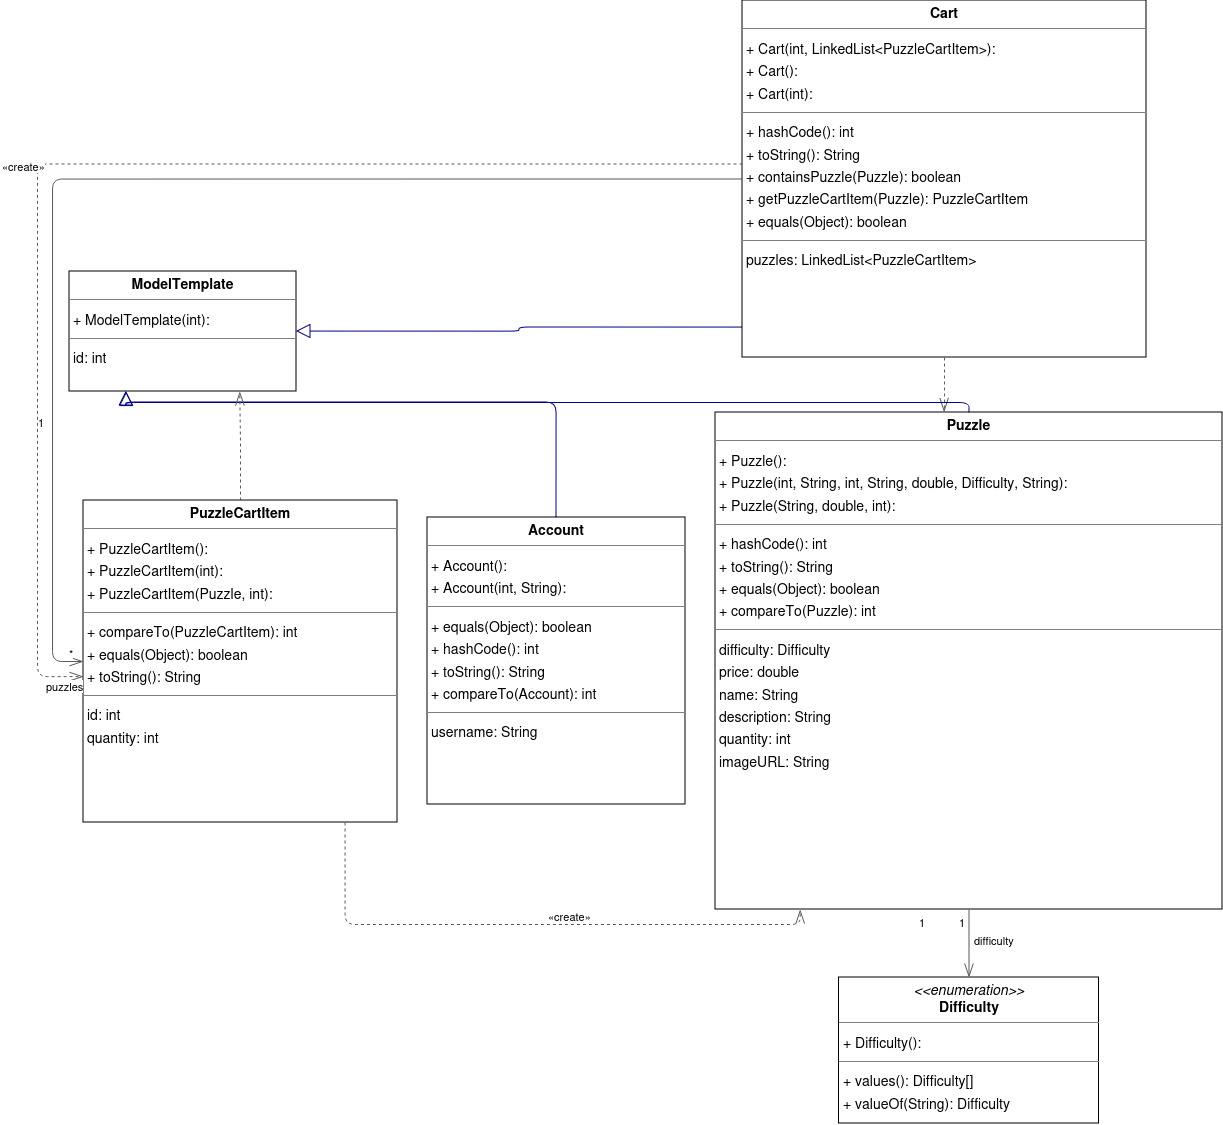 Cart
+ Cart(int, LinkedList<PuzzleCartItem>):
+ Cart():
+ Cart(int):
+ hashCode(): int
+ toString(): String
+ containsPuzzle(Puzzle): boolean
+ getPuzzleCartItem(Puzzle): PuzzleCartItem
+ equals(Object): boolean
puzzles: LinkedList<PuzzleCartItem>
«create»
ModelTemplate
+ ModelTemplate(int):
id: int
1
PuzzleCartItem
+ PuzzleCartItem():
+ PuzzleCartItem(int):
+ PuzzleCartItem(Puzzle, int):
+ compareTo(PuzzleCartItem): int
+ equals(Object): boolean
+ toString(): String
id: int
quantity: int
*
puzzles
Account
+ Account():
+ Account(int, String):
+ equals(Object): boolean
+ hashCode(): int
+ toString(): String
+ compareTo(Account): int
username: String
Puzzle
+ Puzzle():
+ Puzzle(int, String, int, String, double, Difficulty, String):
+ Puzzle(String, double, int):
+ hashCode(): int
+ toString(): String
+ equals(Object): boolean
+ compareTo(Puzzle): int
difficulty: Difficulty
price: double
name: String
description: String
quantity: int
imageURL: String
«create»
1 1
difficulty
<<enumeration>>
Difficulty
+ Difficulty():
+ values(): Difficulty[]
+ valueOf(String): Difficulty